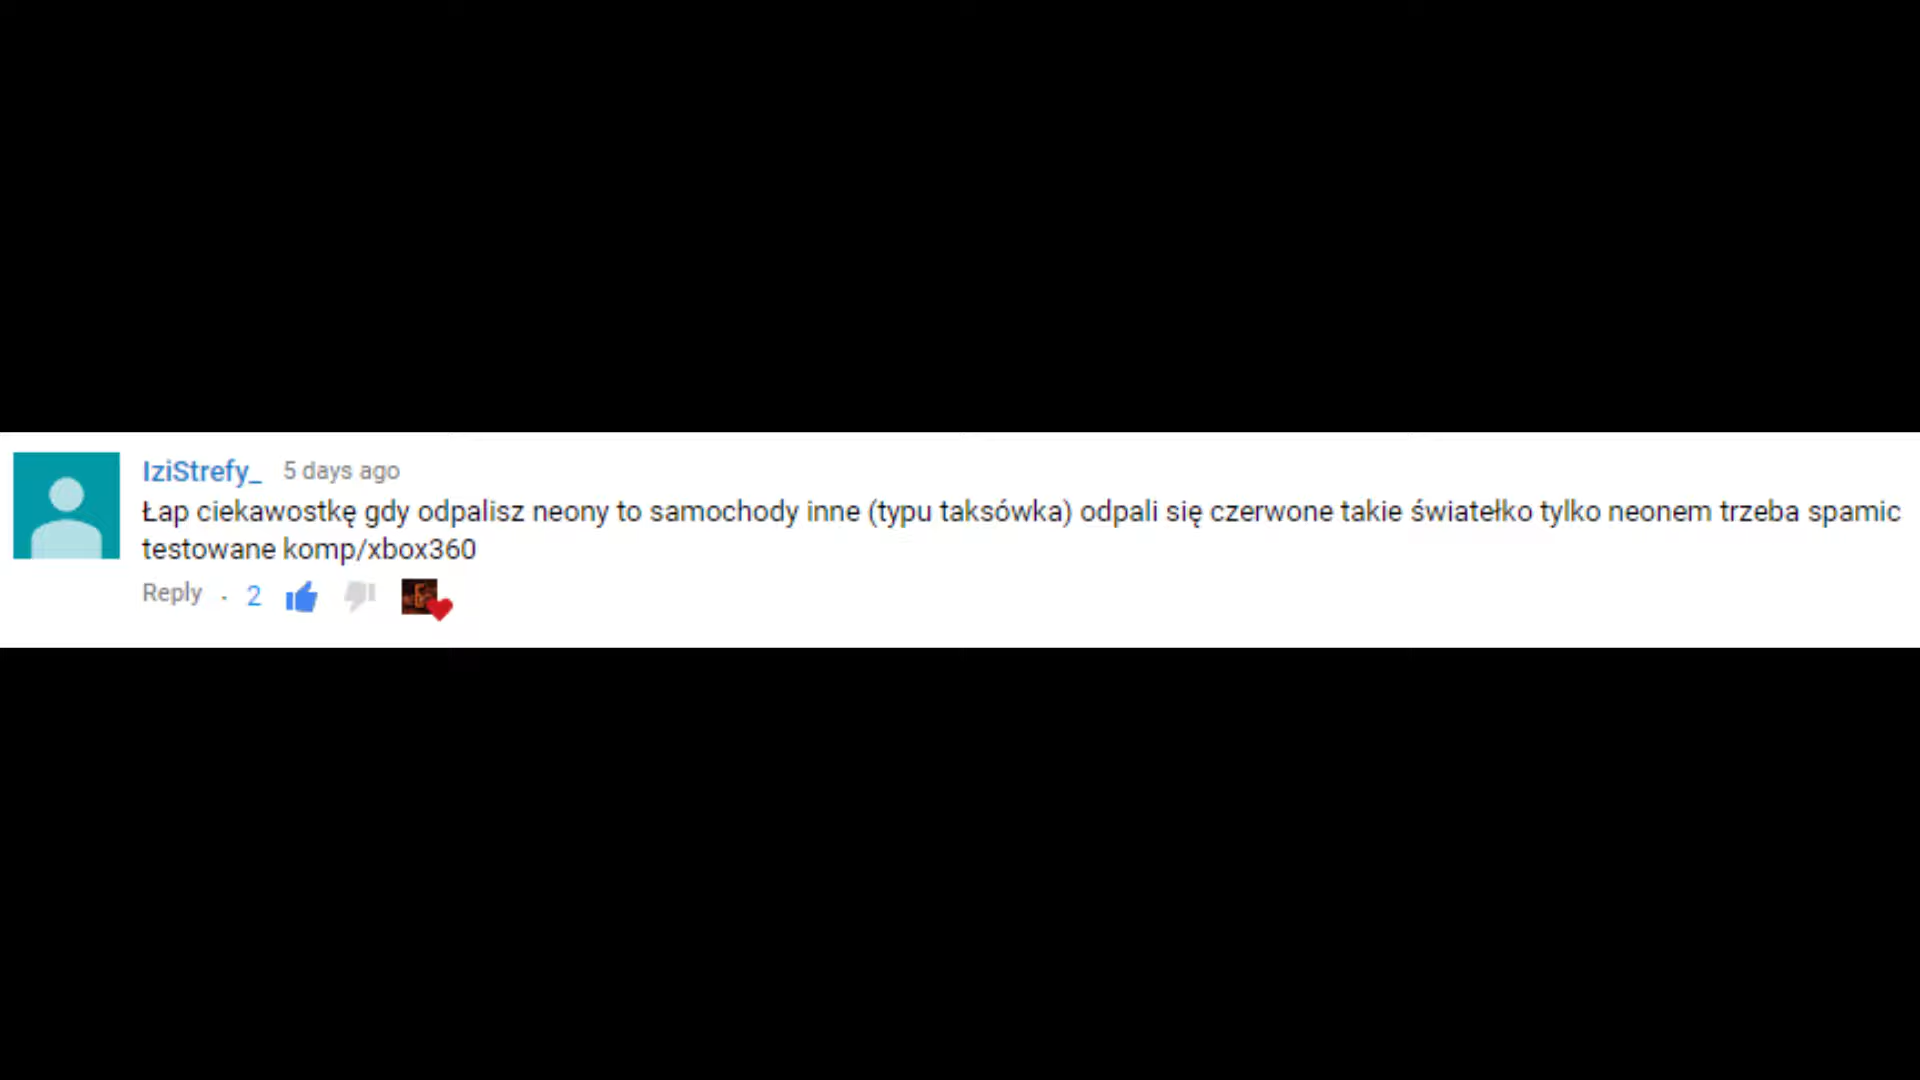 IziStrefy_ 5 days ago
Łap ciekawostkę gdy odpalisz neony to samochody inne (typu taksówka) odpali się czerwone takie światełko tylko neonem trzeba spamic
testowane komp/xbox360
Reply · 2